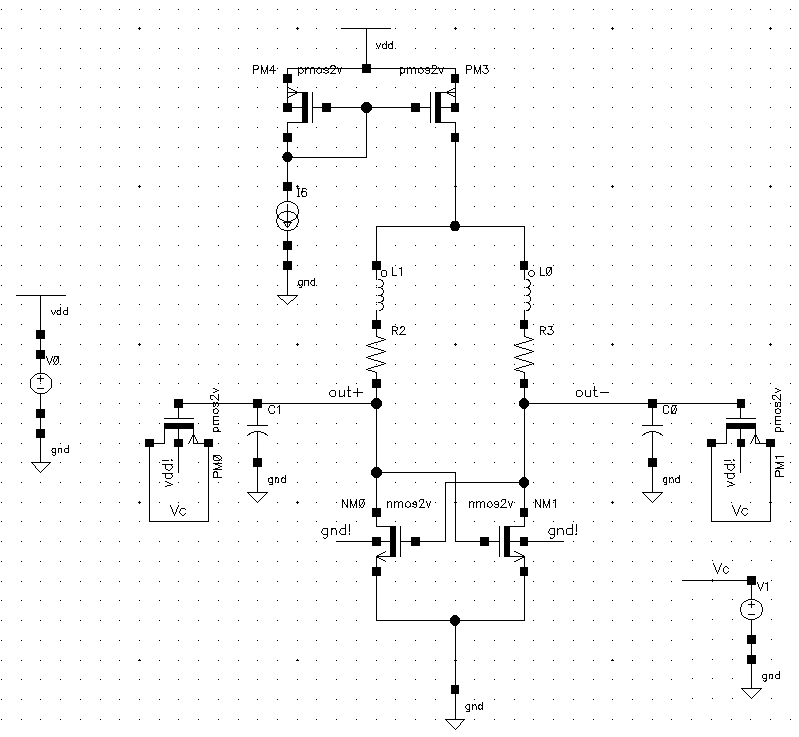 vdd.
PM4 pmos2v pmos2v PM3
I6
gnd.
L1 L0
vdd
R2 R3
V0
out+ out-
C1 C0
pmos2v pmos2v
vdd! PM0 vdd! PM1
gnd
gnd gnd
Vc Vc
NM0 nmos2v nmos2v NM1
gnd! gnd!
Vc
V1
gnd
gnd